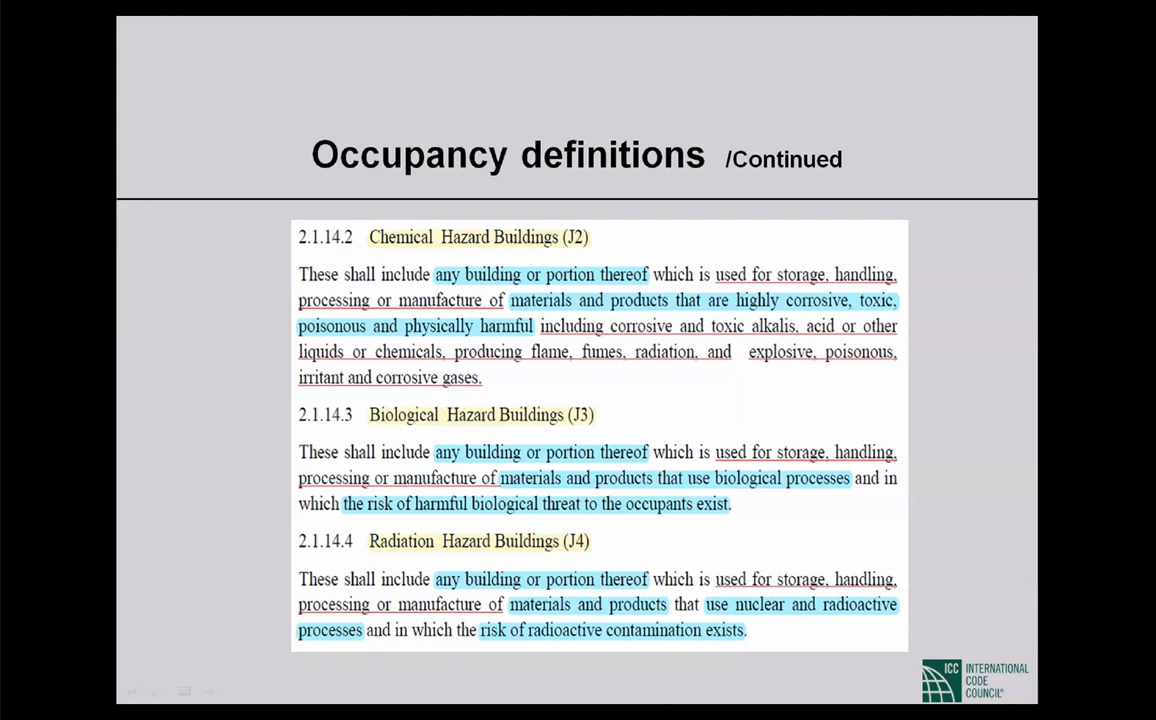 Occupancy definitions /Continued
2.1.14.2 Chemical Hazard Buildings (J2)
These shall include any building or portion thereof which is used for storage, handling,
processing or manufacture of materials and products that are highly corrosive, toxic,
poisonous and physically harmful including corrosive and toxic alkalis, acid or other
liquids or chemicals, producing flame, fumes, radiation, and explosive, poisonous,
irritant and corrosive gases.
2.1.14.3 Biological Hazard Buildings (J3)
These shall include any building or portion thereof which is used for storage, handling,
processing or manufacture of materials and products that use biological processes and in
which the risk of harmful biological threat to the occupants exist.
2.1.14.4 Radiation Hazard Buildings (J4)
These shall include any building or portion thereof which is used for storage, handling,
processing or manufacture of materials and products that use nuclear and radioactive
processes and in which the risk of radioactive contamination exists.
ICC INTERNATIONAL
CODE
COUNCIL®